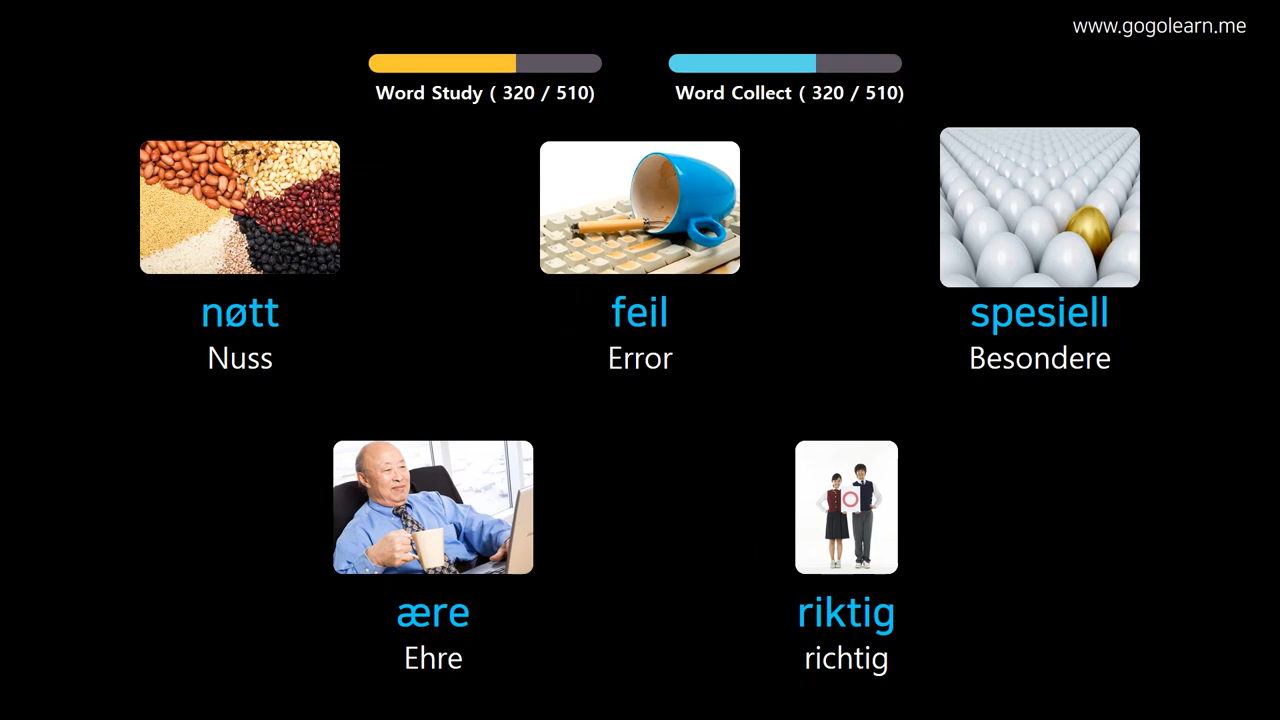 www.gogolearn.me
Word Study ( 320 / 510)
Word Collect ( 320 / 510)
nøtt
Nuss
feil
Error
spesiell
Besondere
ære
Ehre
riktig
richtig